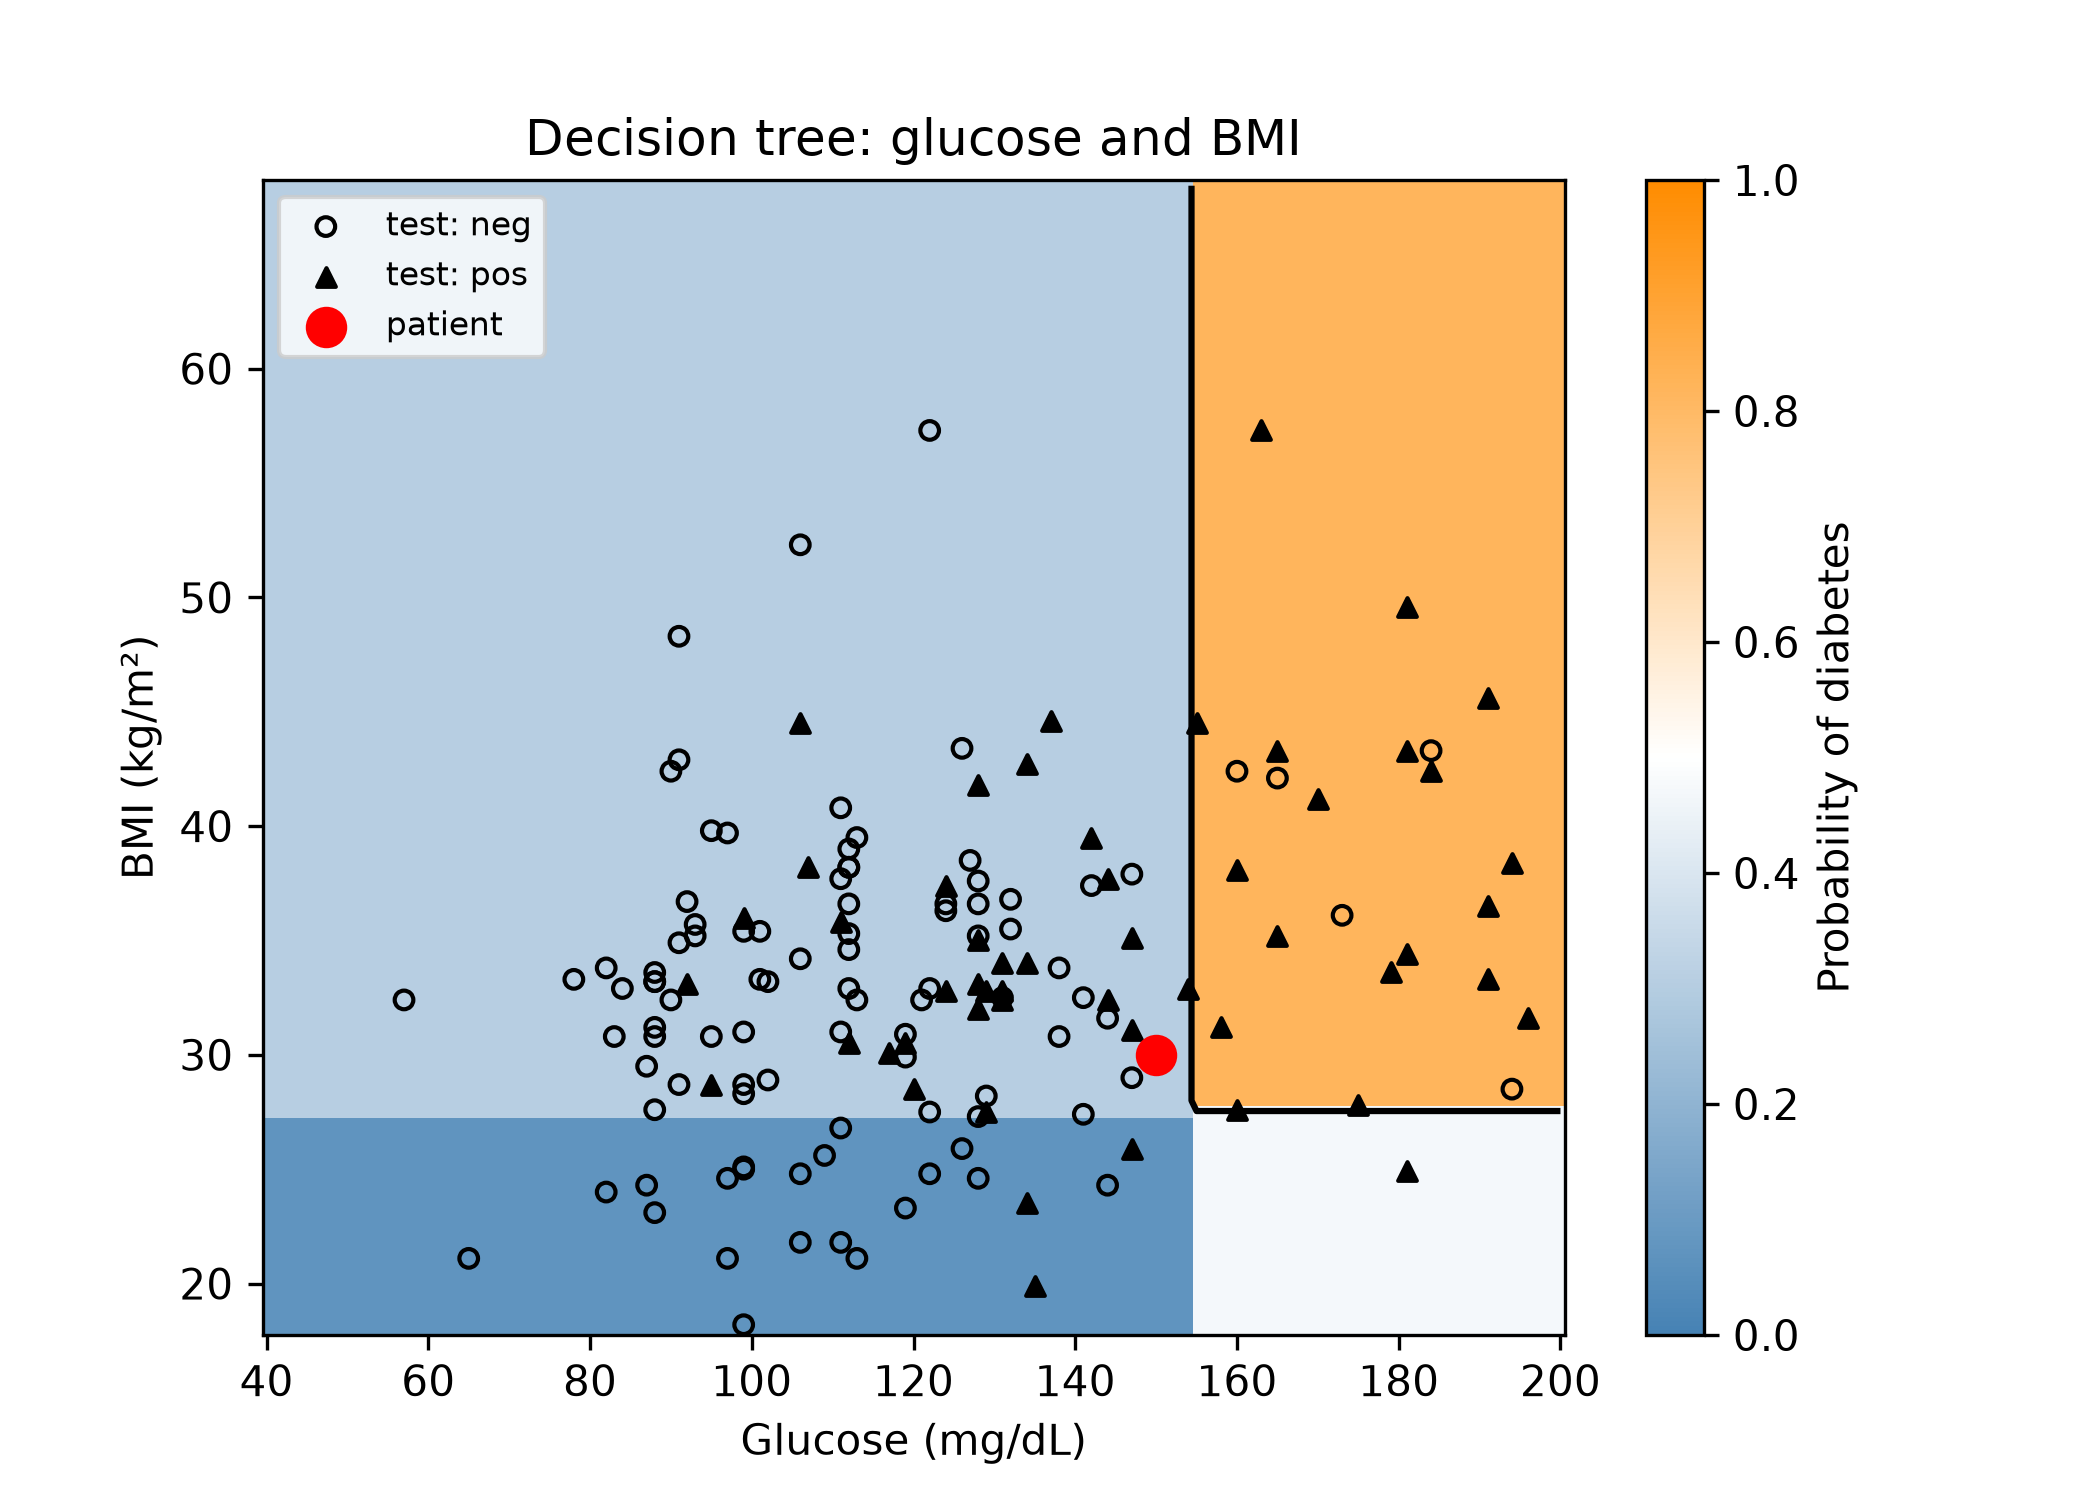 Decision tree: glucose and BMI
test: neg
test: pos
patient
60
50
40
30
20
BMI (kg/m²)
40 60 80 100 120 140 160 180 200
Glucose (mg/dL)
1.0
0.8
0.6
0.4
0.2
0.0
Probability of diabetes